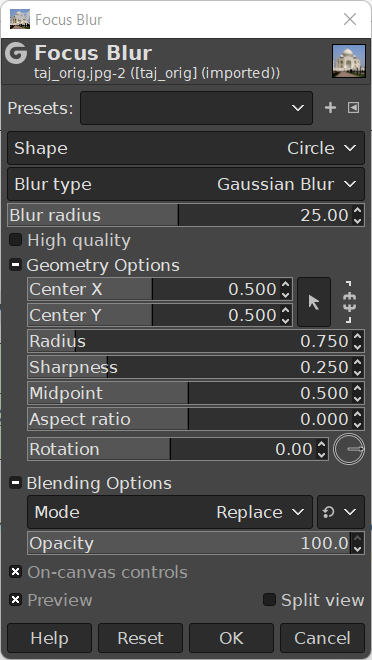 Focus Blur
Focus Blur
taj_orig.jpg-2 ([taj_orig] (imported))
Presets:
Shape Circle
Blur type Gaussian Blur
Blur radius 25.00
High quality
Geometry Options
Center X 0.500
Center Y 0.500
Radius 0.750
Sharpness 0.250
Midpoint 0.500
Aspect ratio 0.000
Rotation 0.00
Blending Options
Mode Replace
Opacity 100.0
On-canvas controls
Preview Split view
Help Reset OK Cancel